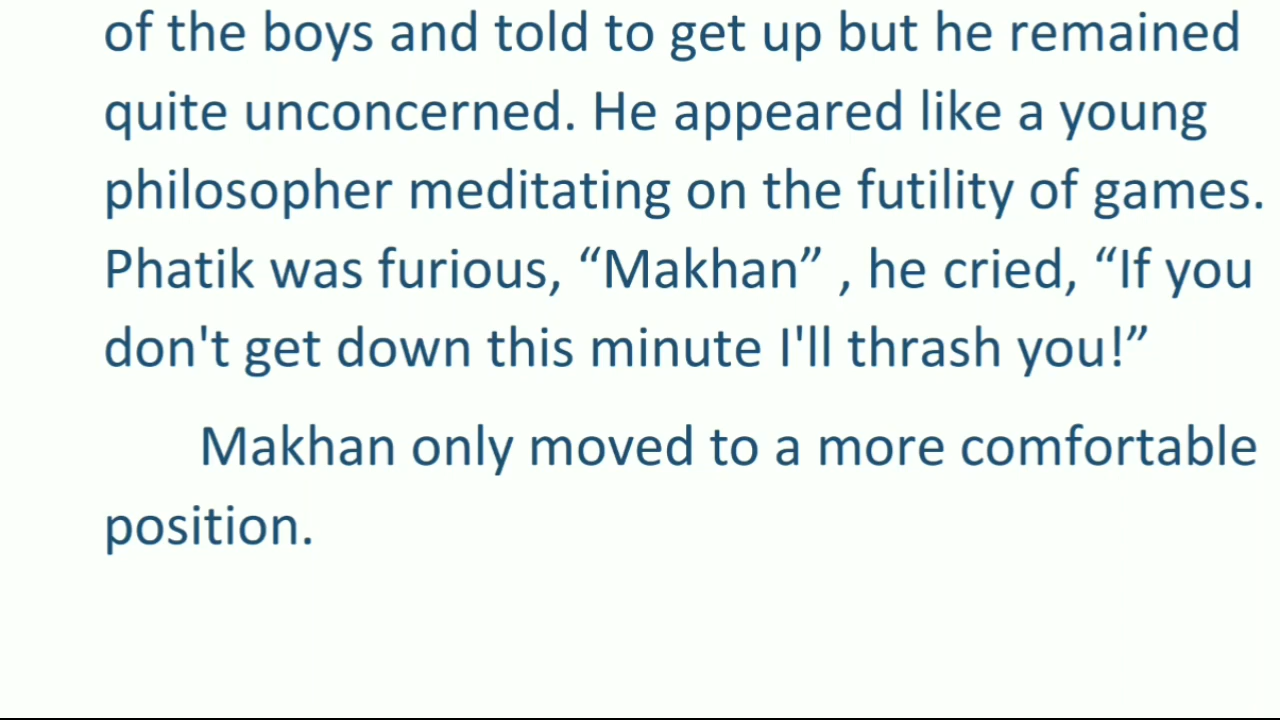 of the boys and told to get up but he remained
quite unconcerned. He appeared like a young
philosopher meditating on the futility of games.
Phatik was furious, “Makhan” , he cried, “If you
don't get down this minute I'll thrash you!”
Makhan only moved to a more comfortable
position.